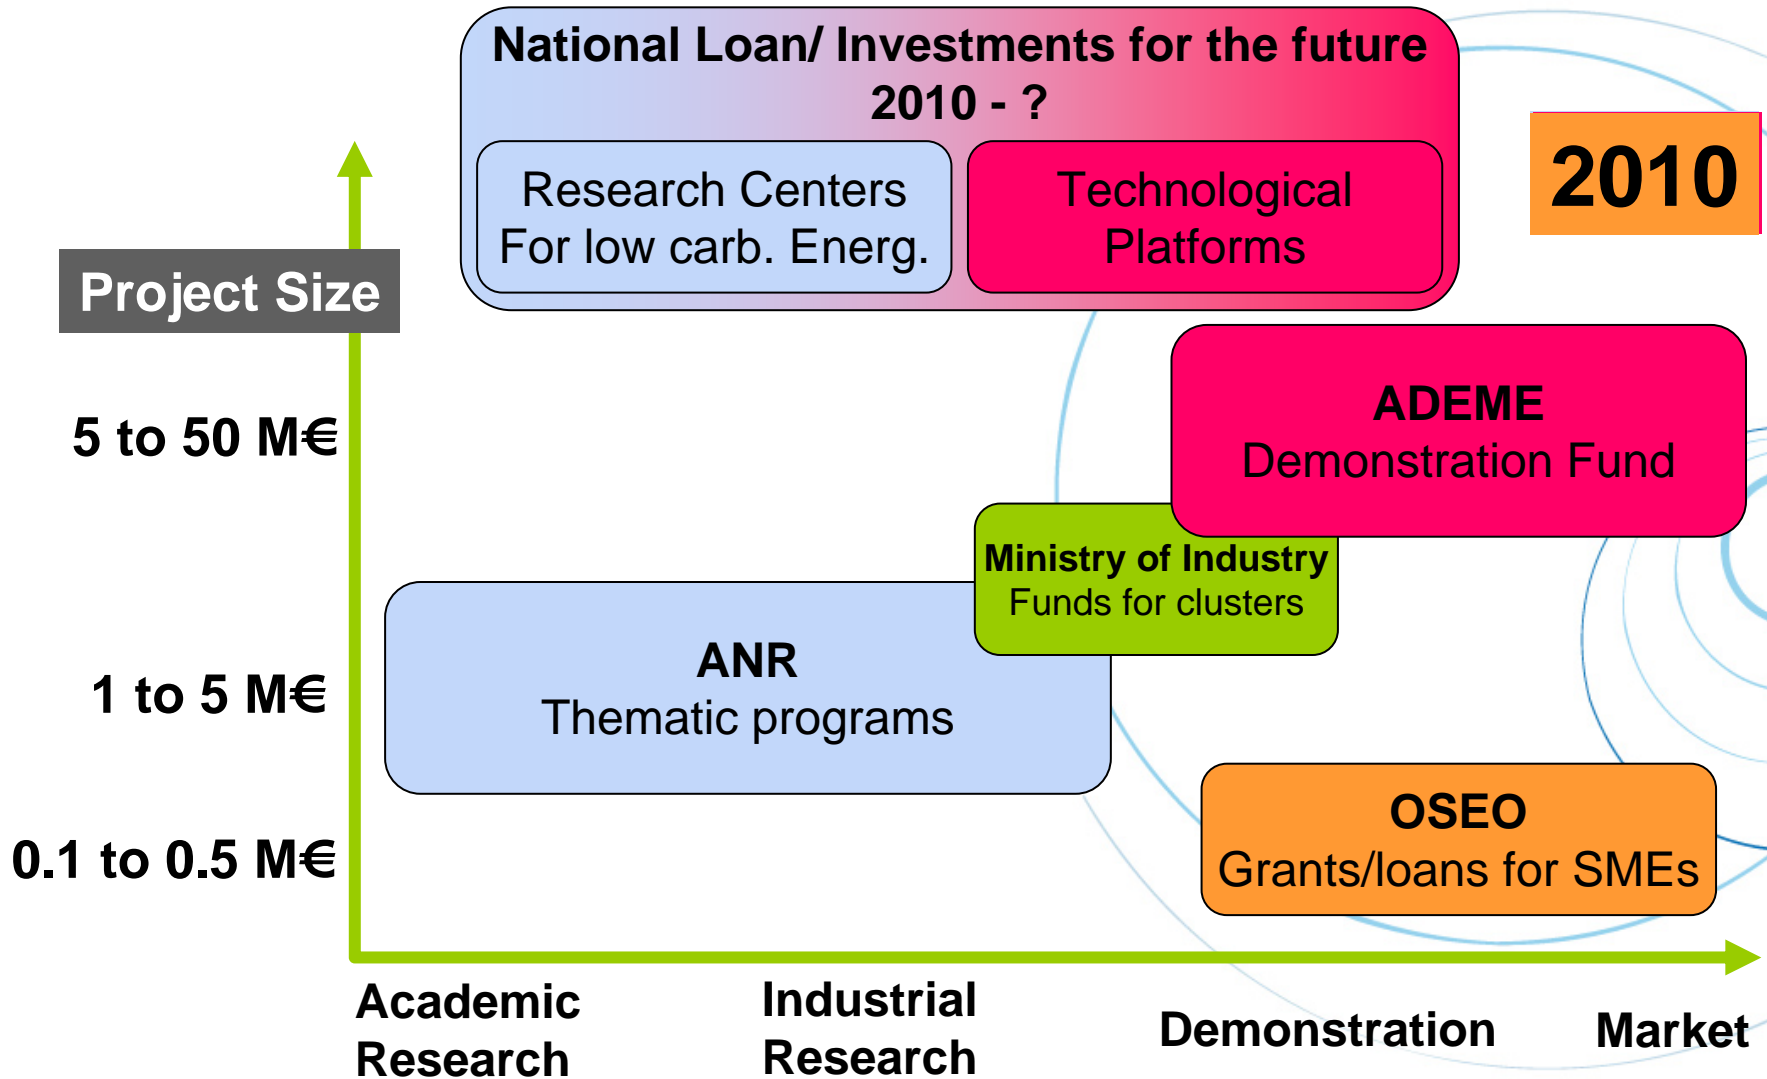 National Loan/ Investments for the future
2010 - ?
Research Centers
For low carb. Energ.
Technological
Platforms
2010
Project Size
5 to 50 M€
ADEME
Demonstration Fund
Ministry of Industry
Funds for clusters
1 to 5 M€
ANR
Thematic programs
0.1 to 0.5 M€
OSEO
Grants/loans for SMEs
Academic
Research
Industrial
Research
Demonstration
Market